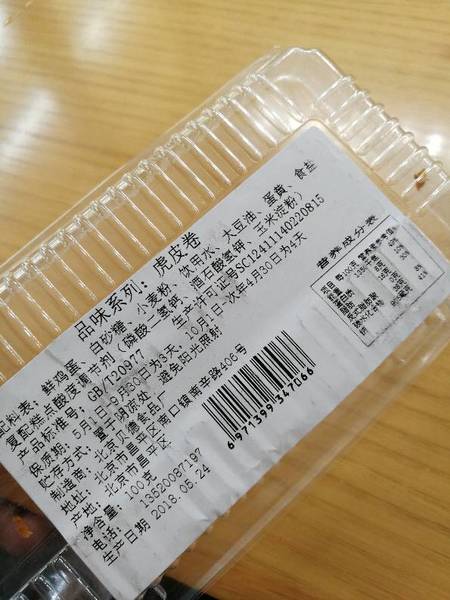 品味系列：虎皮卷
配料表：鲜鸡蛋、白砂糖、小麦粉、饮用水、大豆油、蛋黄、食盐
复配糕点酸度调节剂（磷酸二氢钙、酒石酸氢钾、玉米淀粉）
产品标准号：GB/T20977 生产许可证号SC12411140220815
保质期：5月1日-9月30日为3天，10月1-次年4月30日为4天
贮存方式：置于阴凉处，避免阳光照射
制造商：北京贝德食品厂
地址：北京市昌平区南口镇南辛路406号
产地：北京市昌平区
净含量：100克
电话：13520087197
生产日期 2018.05.24
6971399347066
营养成分表